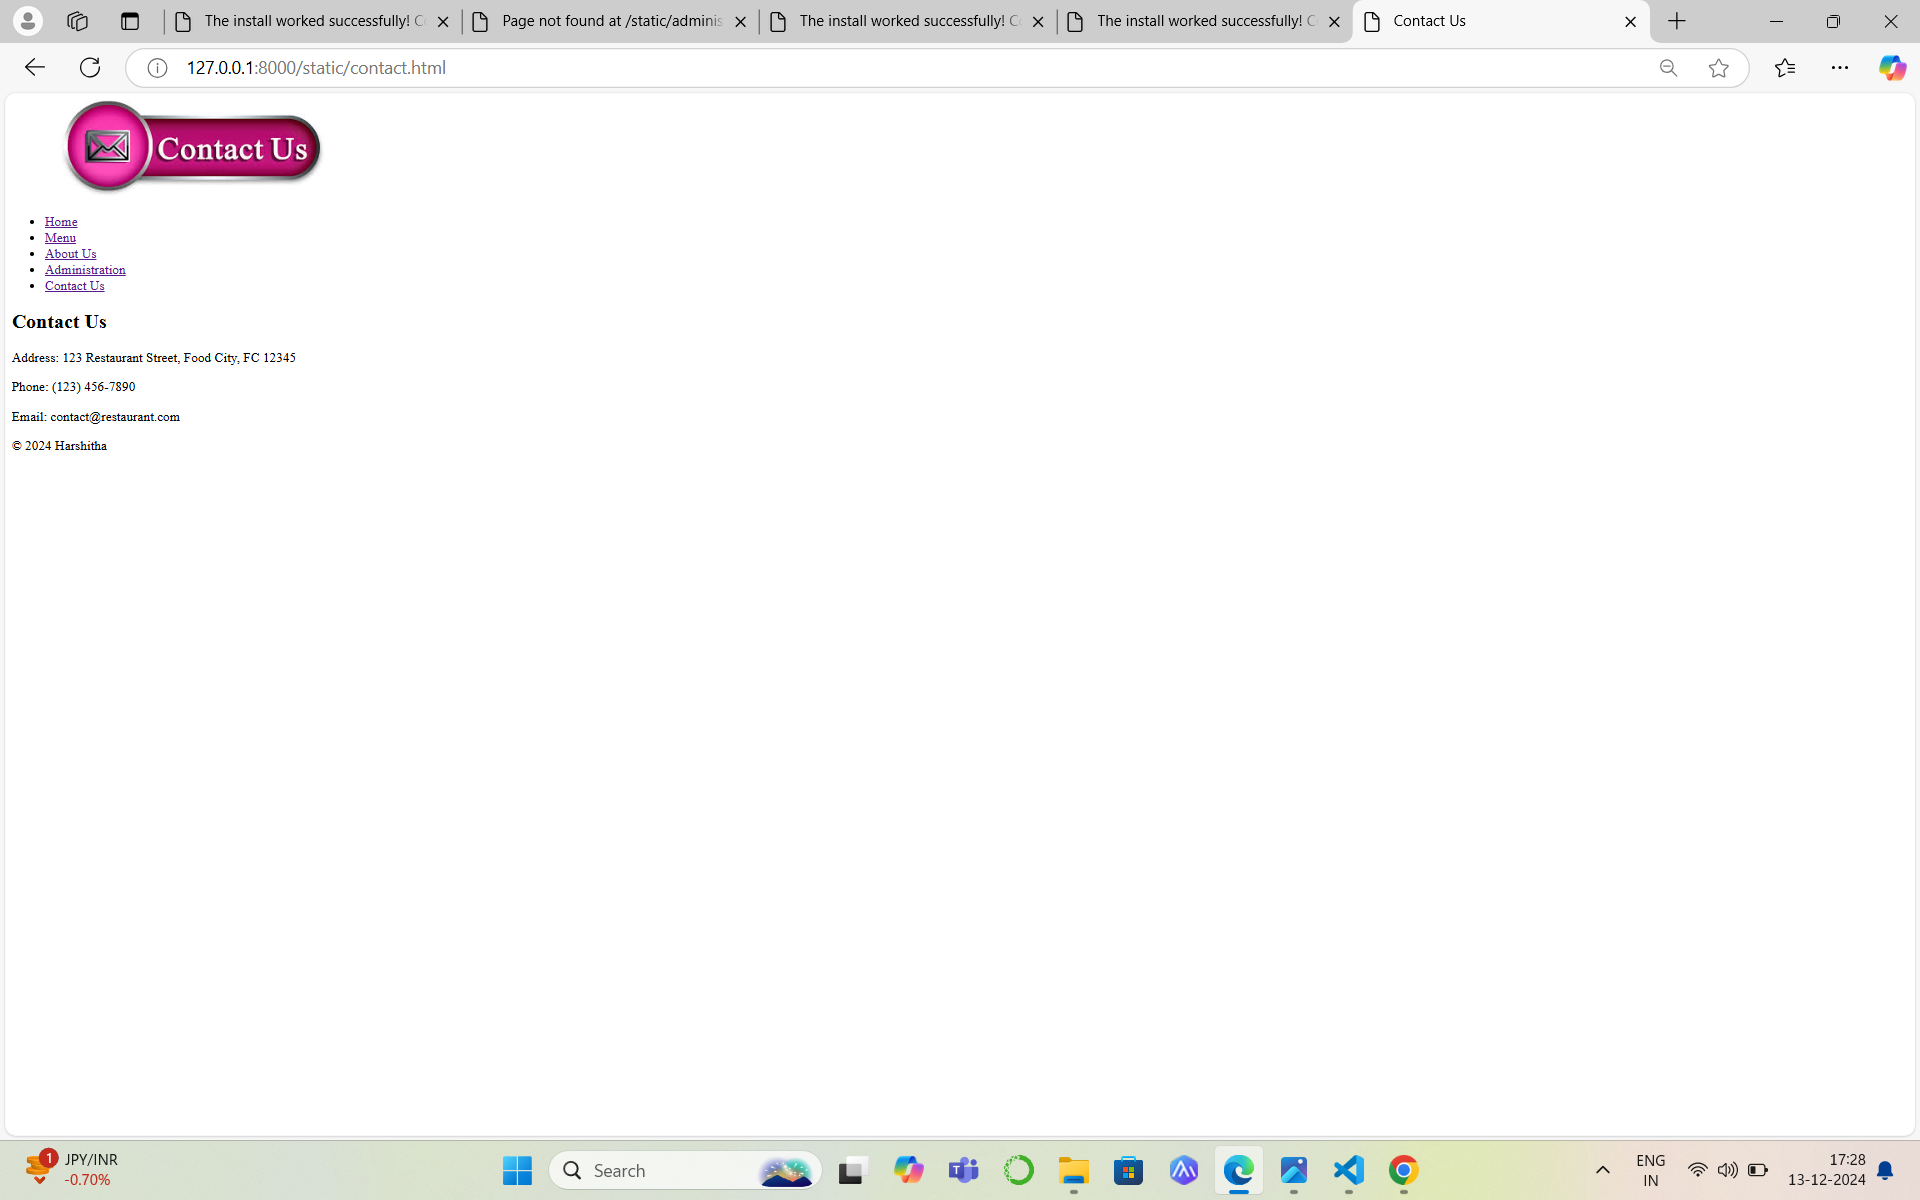 The install worked successfully! C
Page not found at /static/adminis
The install worked successfully! C
The install worked successfully! C
Contact Us
127.0.0.1:8000/static/contact.html
Contact Us
Home
Menu
About Us
Administration
Contact Us
Contact Us
Address: 123 Restaurant Street, Food City, FC 12345
Phone: (123) 456-7890
Email: contact@restaurant.com
© 2024 Harshitha
1
JPY/INR
-0.70%
Search
ENG
IN
17:28
13-12-2024